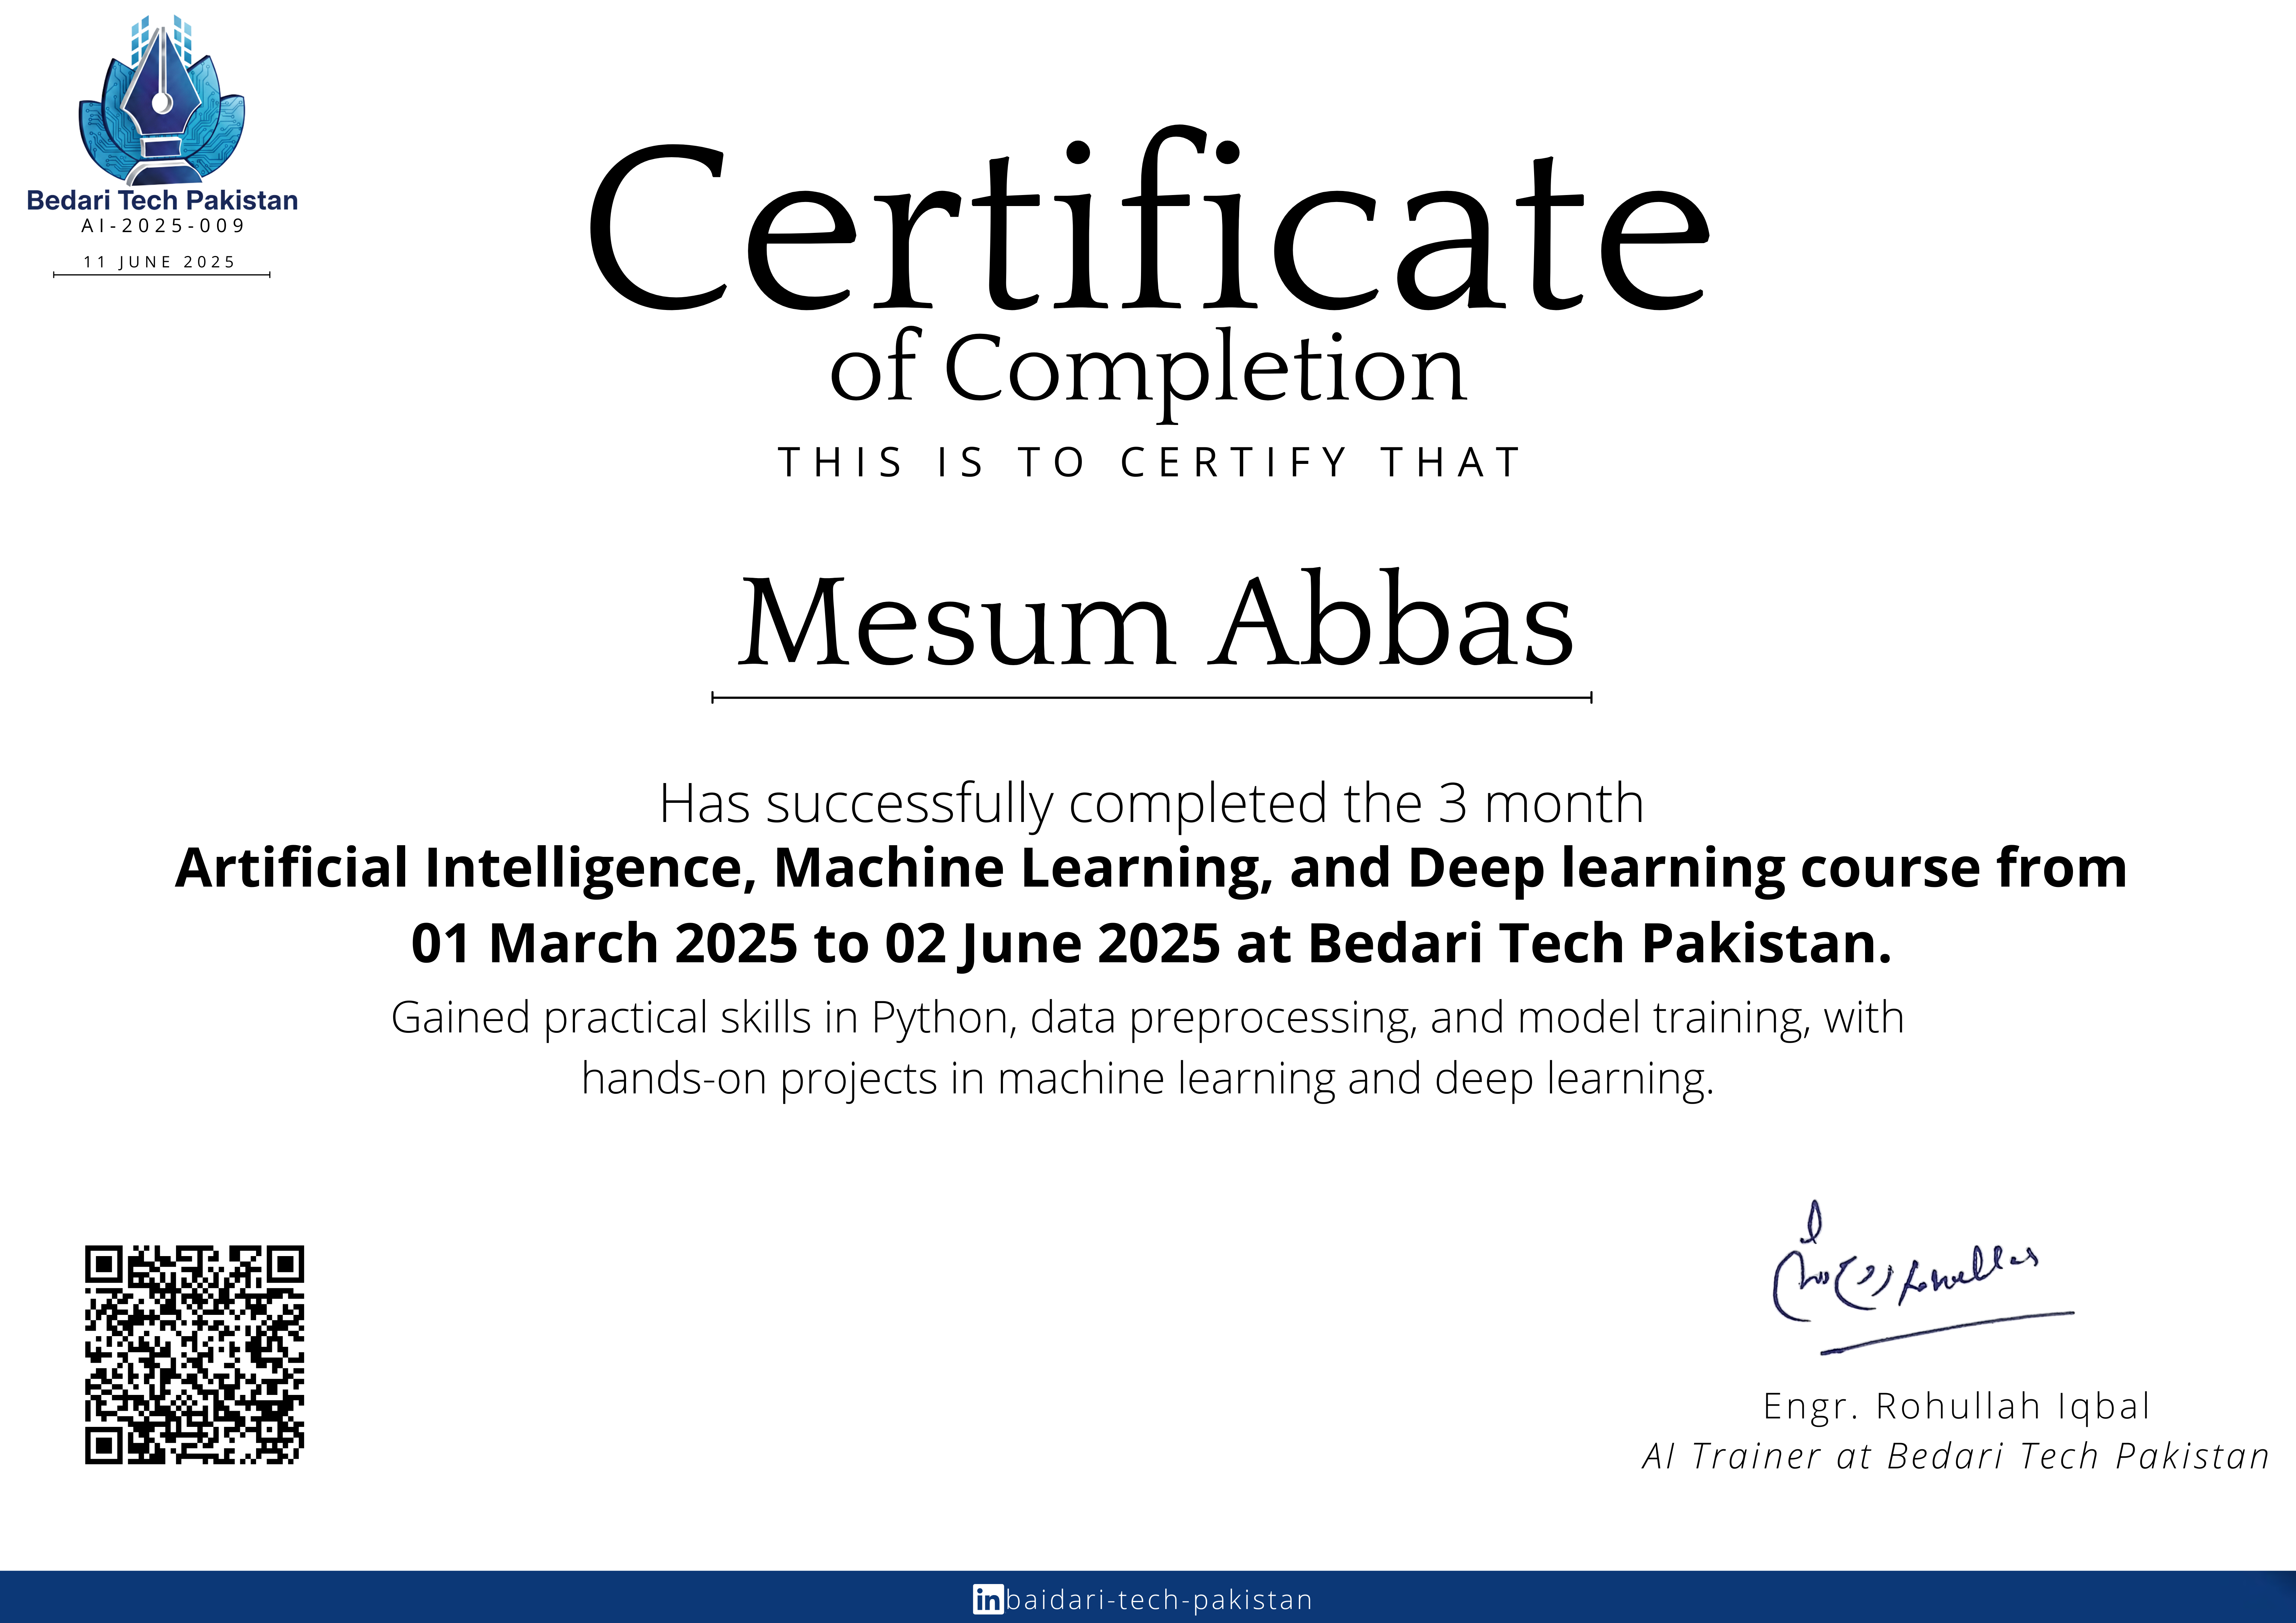 Bedari Tech Pakistan
AI-2025-009
11 JUNE 2025
Certificate
of Completion
THIS IS TO CERTIFY THAT
Mesum Abbas
Has successfully completed the 3 month
Artificial Intelligence, Machine Learning, and Deep learning course from
01 March 2025 to 02 June 2025 at Bedari Tech Pakistan.
Gained practical skills in Python, data preprocessing, and model training, with
hands-on projects in machine learning and deep learning.
Engr. Rohullah Iqbal
AI Trainer at Bedari Tech Pakistan
in baidari-tech-pakistan